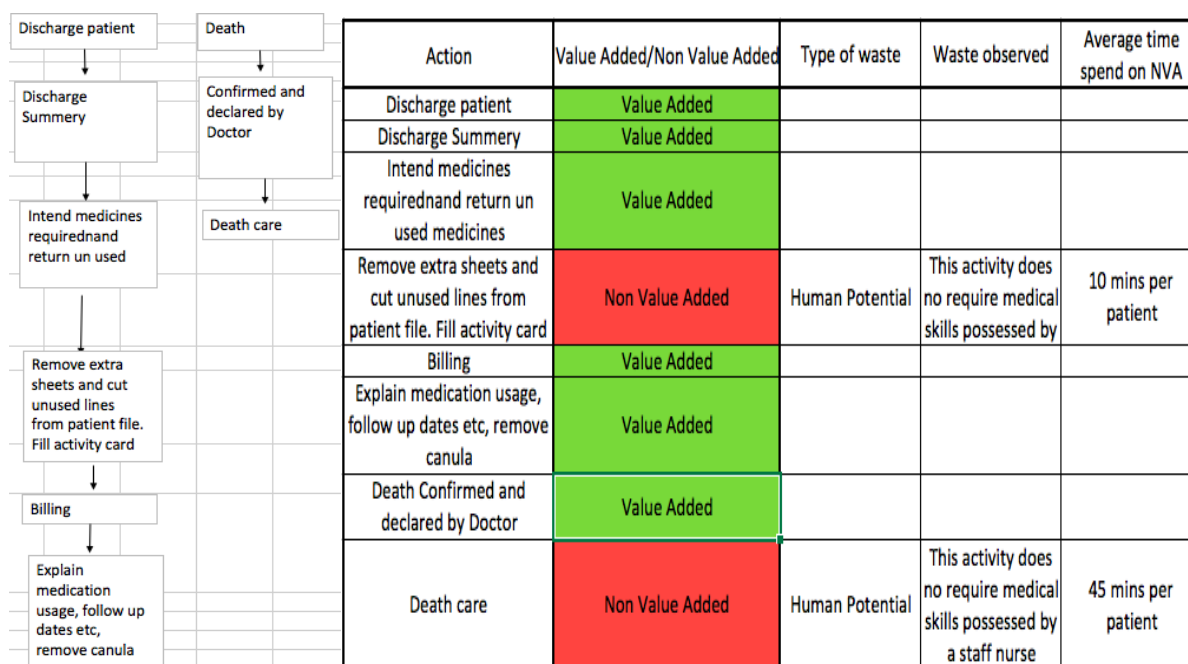 Discharge patient
Discharge
Summery
Intend medicines
requirednand
return un used
Remove extra
sheets and cut
unused lines
from patient file.
Fill activity card
Billing
Explain
medication
usage, follow up
dates etc,
remove canula
Death
Confirmed and
declared by
Doctor
Death care
Action
Value Added/Non Value Added
Type of waste
Waste observed
Average time
spend on NVA
Discharge patient
Value Added
Discharge Summery
Value Added
Intend medicines
requirednand return un
used medicines
Value Added
Remove extra sheets and
cut unused lines from
patient file. Fill activity card
Non Value Added
Human Potential
This activity does
no require medical
skills possessed by
10 mins per
patient
Billing
Value Added
Explain medication usage,
follow up dates etc, remove
canula
Value Added
Death Confirmed and
declared by Doctor
Value Added
Death care
Non Value Added
Human Potential
This activity does
no require medical
skills possessed by
a staff nurse
45 mins per
patient